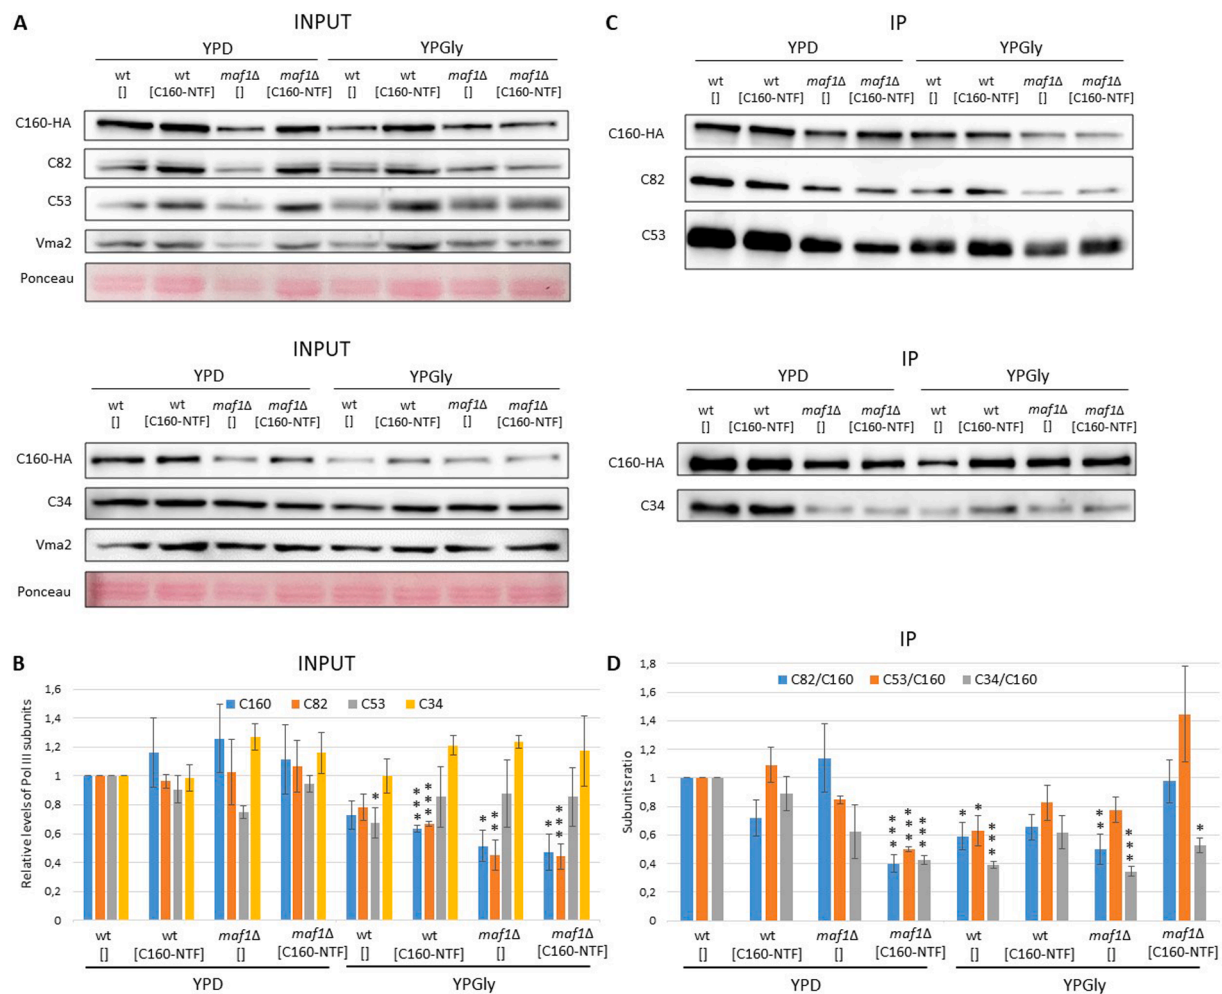 A
INPUT
YPD YPGly
wt wt maf1Δ maf1Δ wt wt maf1Δ maf1Δ
[] [C160-NTF] [] [C160-NTF] [] [C160-NTF] [] [C160-NTF]
C160-HA
C82
C53
Vma2
Ponceau
INPUT
YPD YPGly
wt wt maf1Δ maf1Δ wt wt maf1Δ maf1Δ
[] [C160-NTF] [] [C160-NTF] [] [C160-NTF] [] [C160-NTF]
C160-HA
C34
Vma2
Ponceau
B
INPUT
Relative levels of Pol III subunits
1,6
1,4
1,2
1
0,8
0,6
0,4
0,2
0
C160 C82 C53 C34
*
*** ***
* **
** ***
wt wt maf1Δ maf1Δ wt wt maf1Δ maf1Δ
[] [C160-NTF] [] [C160-NTF] [] [C160-NTF] [] [C160-NTF]
YPD YPGly
C
IP
YPD YPGly
wt wt maf1Δ maf1Δ wt wt maf1Δ maf1Δ
[] [C160-NTF] [] [C160-NTF] [] [C160-NTF] [] [C160-NTF]
C160-HA
C82
C53
IP
YPD YPGly
wt wt maf1Δ maf1Δ wt wt maf1Δ maf1Δ
[] [C160-NTF] [] [C160-NTF] [] [C160-NTF] [] [C160-NTF]
C160-HA
C34
D
IP
Subunits ratio
1,8
1,6
1,4
1,2
1
0,8
0,6
0,4
0,2
0
C82/C160 C53/C160 C34/C160
*** *** ***
* * ***
** ***
*
wt wt maf1Δ maf1Δ wt wt maf1Δ maf1Δ
[] [C160-NTF] [] [C160-NTF] [] [C160-NTF] [] [C160-NTF]
YPD YPGly